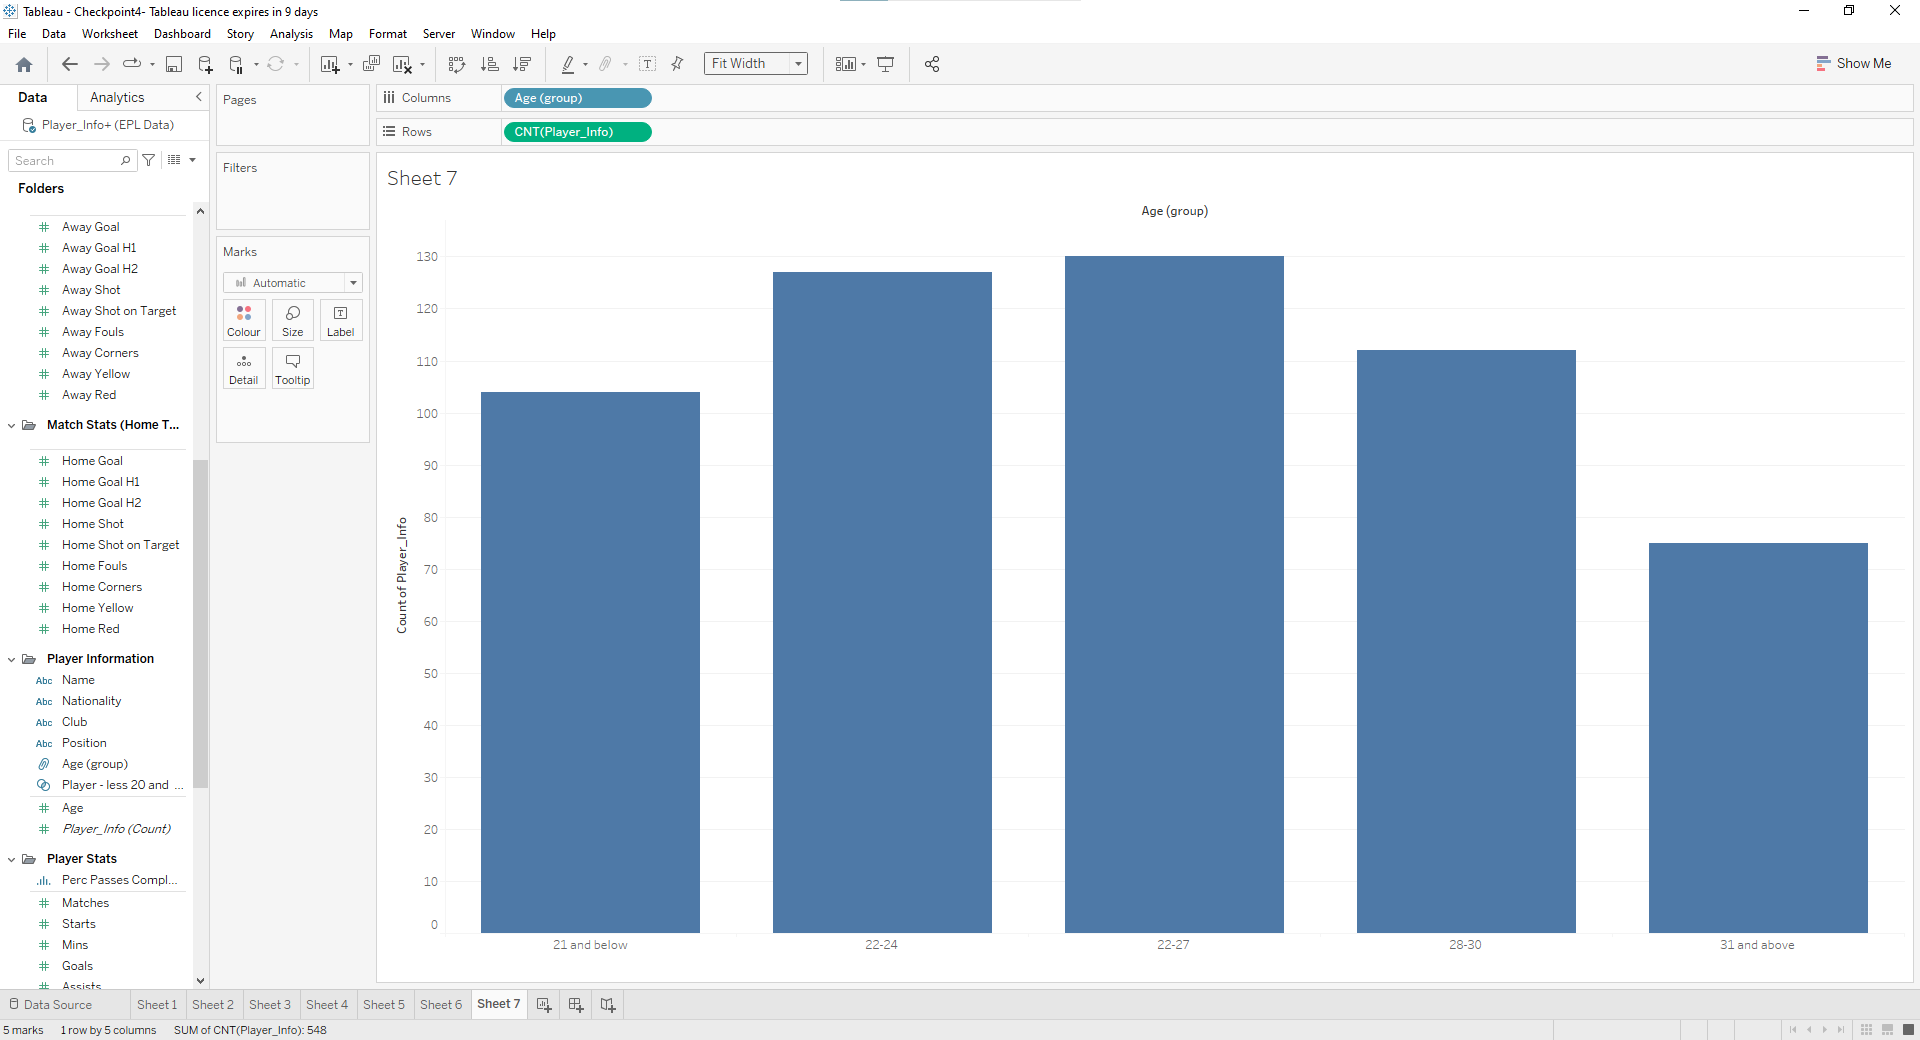 Tableau - Checkpoint4- Tableau licence expires in 9 days
File Data Worksheet Dashboard Story Analysis Map Format Server Window Help
Fit Width
Show Me
Data Analytics
Player_Info+ (EPL Data)
Search
Folders
Away Goal
Away Goal H1
Away Goal H2
Away Shot
Away Shot on Target
Away Fouls
Away Corners
Away Yellow
Away Red
Match Stats (Home T...
Home Goal
Home Goal H1
Home Goal H2
Home Shot
Home Shot on Target
Home Fouls
Home Corners
Home Yellow
Home Red
Player Information
Abc Name
Abc Nationality
Abc Club
Abc Position
Age (group)
Player - less 20 and ...
Age
Player_Info (Count)
Player Stats
Perc Passes Compl...
Matches
Starts
Mins
Goals
Assists
Pages
Filters
Marks
Automatic
Colour Size Label
Detail Tooltip
Columns Age (group)
Rows CNT(Player_Info)
Sheet 7
Age (group)
130
120
110
100
90
80
70
60
50
40
30
20
10
0
Count of Player_Info
21 and below 22-24 22-27 28-30 31 and above
Data Source Sheet 1 Sheet 2 Sheet 3 Sheet 4 Sheet 5 Sheet 6 Sheet 7
5 marks 1 row by 5 columns SUM of CNT(Player_Info): 548